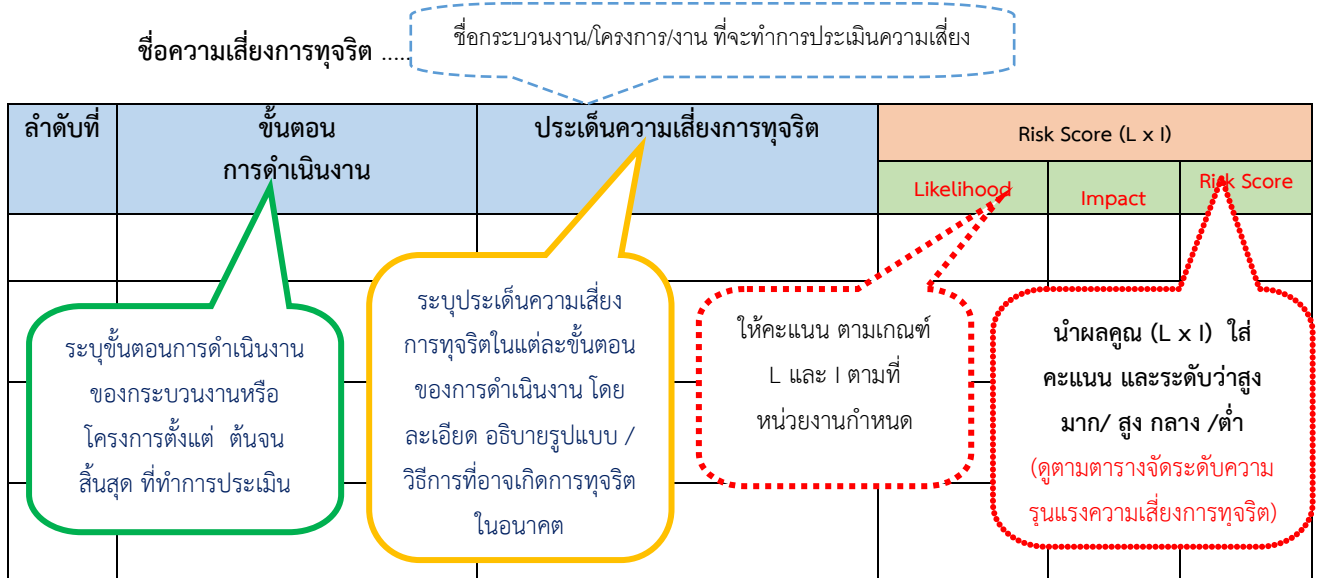 ชื่อกระบวนงาน/โครงการ/งาน ที่จะทำการประเมินความเสี่ยง
ชื่อความเสี่ยงการทุจริต .....
ลำดับที่
ขั้นตอน
การดำเนินงาน
ประเด็นความเสี่ยงการทุจริต
Risk Score (L x I)
Likelihood
Impact
Risk Score
ระบุขั้นตอนการดำเนินงาน
ของกระบวนงานหรือ
โครงการตั้งแต่ ต้นจน
สิ้นสุด ที่ทำการประเมิน
ระบุประเด็นความเสี่ยง
การทุจริตในแต่ละขั้นตอน
ของการดำเนินงาน โดย
ละเอียด อธิบายรูปแบบ /
วิธีการที่อาจเกิดการทุจริต
ในอนาคต
ให้คะแนน ตามเกณฑ์
L และ I ตามที่
หน่วยงานกำหนด
นำผลคูณ (L x I) ใส่
คะแนน และระดับว่าสูง
มาก/ สูง กลาง /ต่ำ
(ดูตามตารางจัดระดับความ
รุนแรงความเสี่ยงการทุจริต)